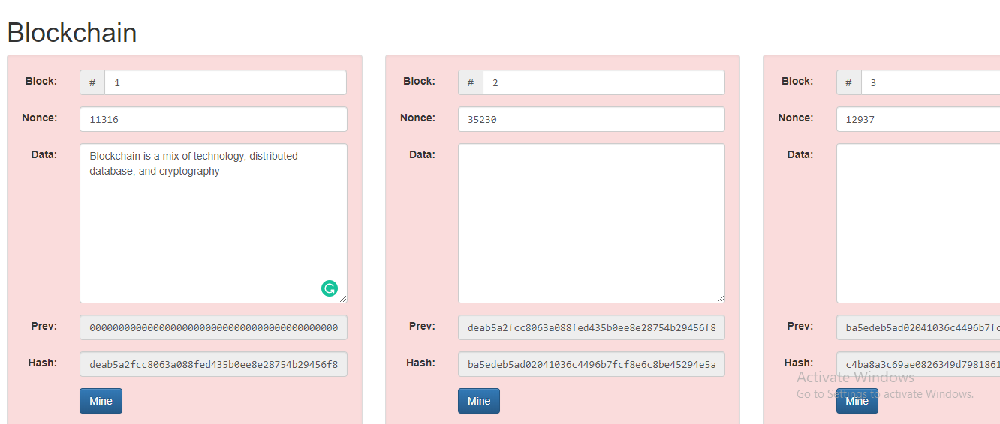 Blockchain
Block: # 1
Nonce: 11316
Data: Blockchain is a mix of technology, distributed
database, and cryptography
Prev: 0000000000000000000000000000000000000000000
Hash: deab5a2fcc8063a088fed435b0ee8e28754b29456f8
Mine
Block: # 2
Nonce: 35230
Data:
Prev: deab5a2fcc8063a088fed435b0ee8e28754b29456f8
Hash: ba5edeb5ad02041036c4496b7fcf8e6c8be45294e5a
Mine
Block: # 3
Nonce: 12937
Data:
Prev: ba5edeb5ad02041036c4496b7fc
Hash: c4ba8a3c69ae0826349d7981861
Mine
Activate Windows
Go to Settings to activate Windows.